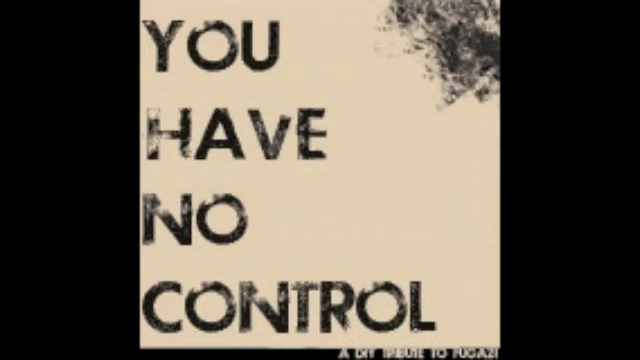 YOU
HAVE
NO
CONTROL
A DIY TRIBUTE TO FUGAZI